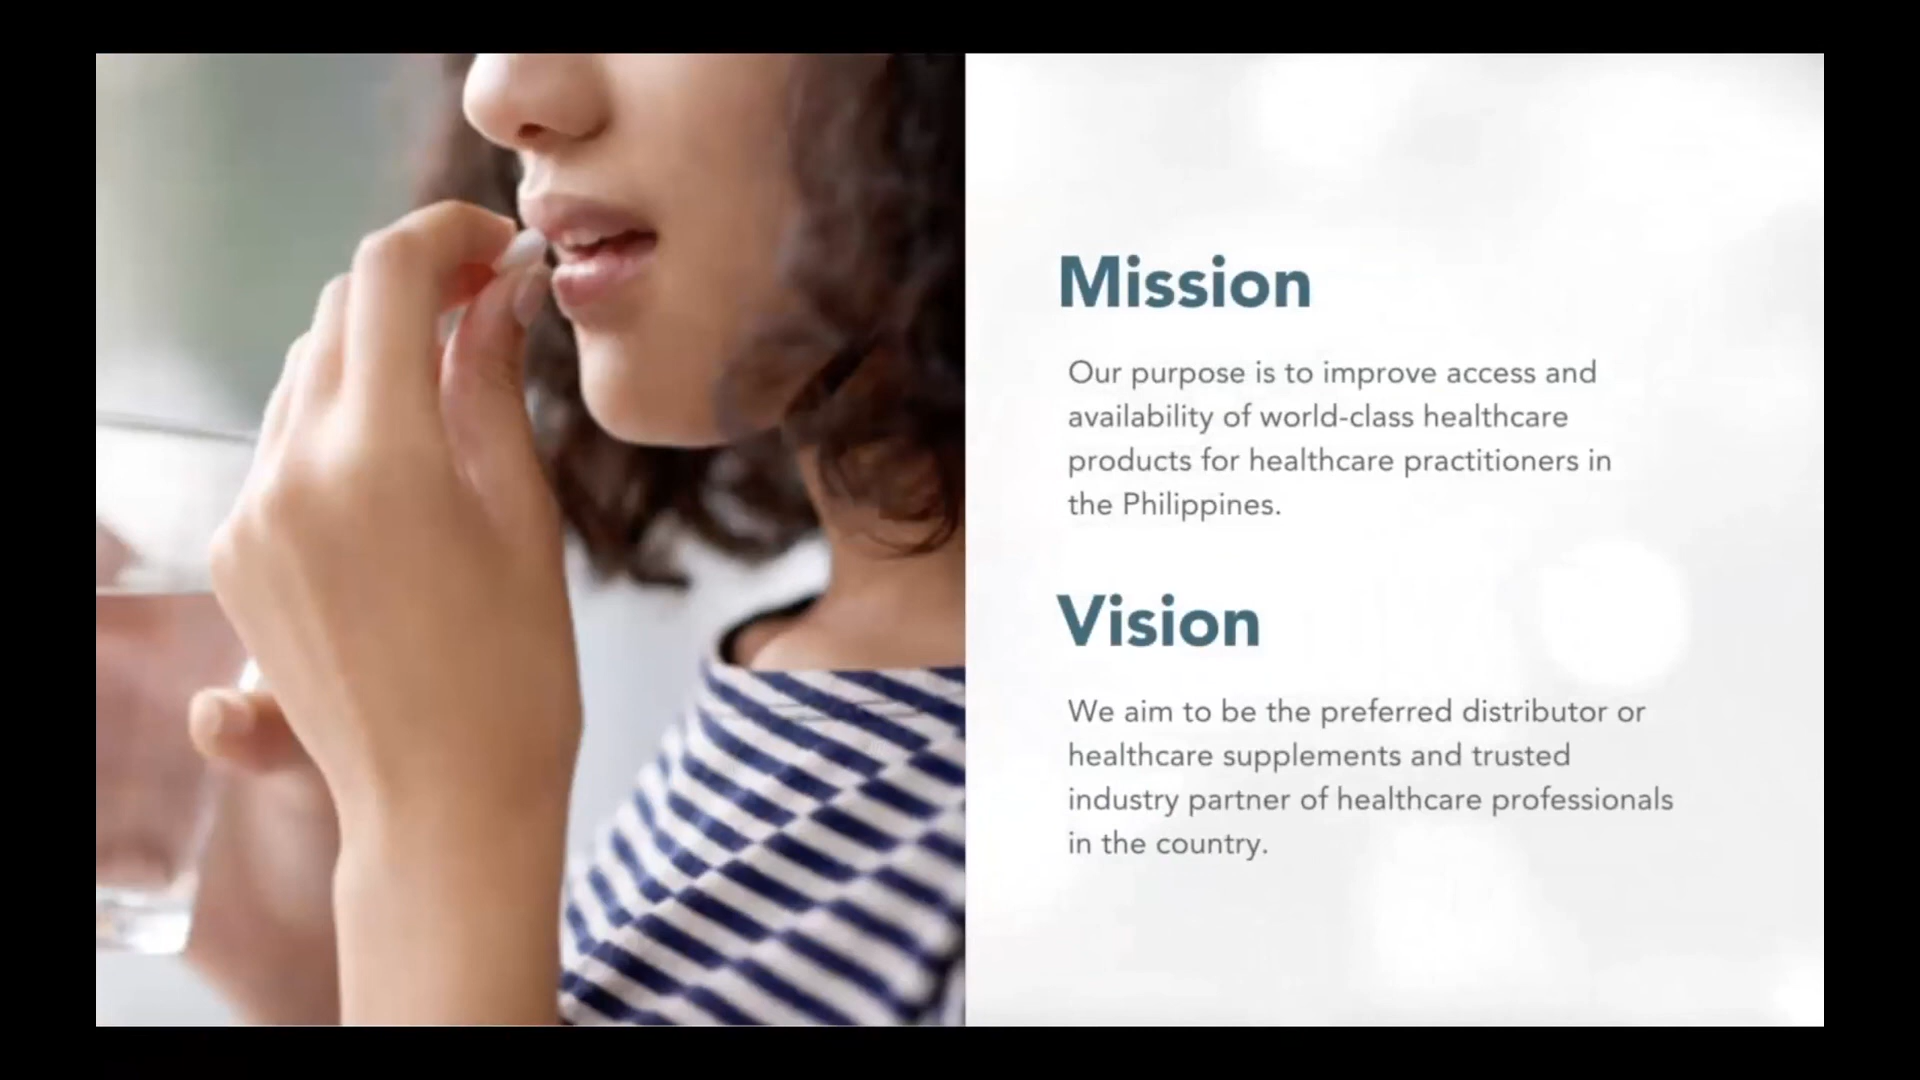 Mission
Our purpose is to improve access and
availability of world-class healthcare
products for healthcare practitioners in
the Philippines.
Vision
We aim to be the preferred distributor or
healthcare supplements and trusted
industry partner of healthcare professionals
in the country.